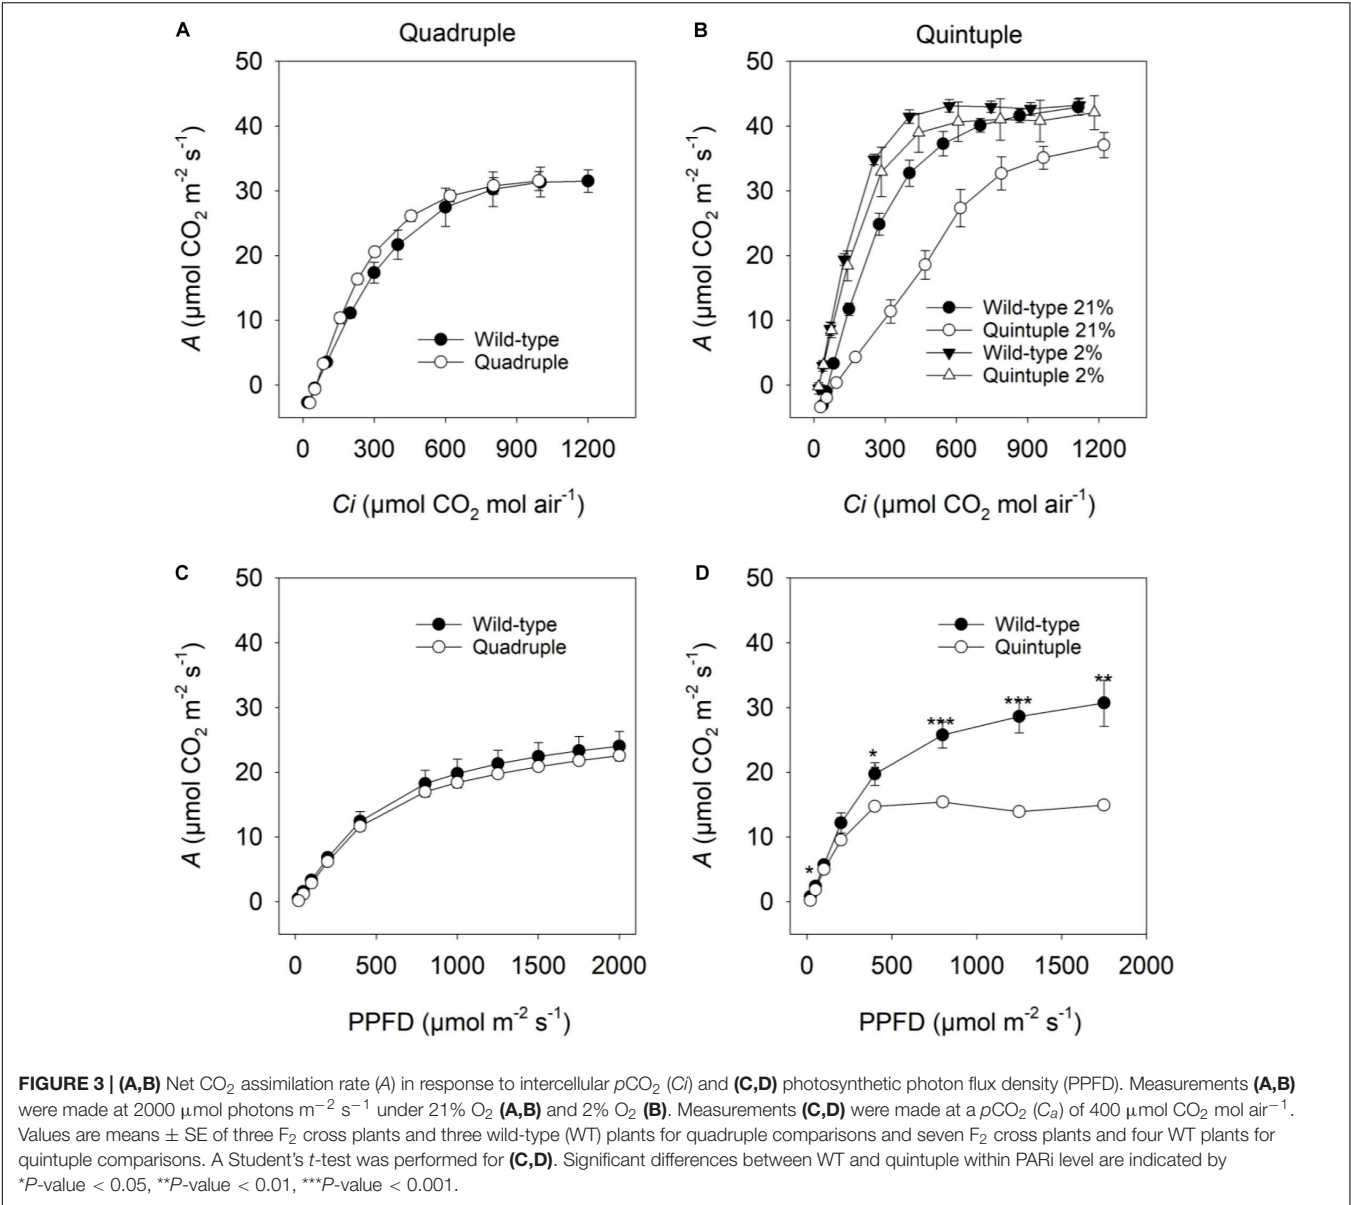 A
Quadruple
50
40
30
20
10
0
A (µmol CO2 m-2 s-1)
Wild-type
Quadruple
0 300 600 900 1200
Ci (µmol CO2 mol air-1)
B
Quintuple
50
40
30
20
10
0
A (µmol CO2 m-2 s-1)
Wild-type 21%
Quintuple 21%
Wild-type 2%
Quintuple 2%
0 300 600 900 1200
Ci (µmol CO2 mol air-1)
C
50
40
30
20
10
0
A (µmol CO2 m-2 s-1)
Wild-type
Quadruple
0 500 1000 1500 2000
PPFD (µmol m-2 s-1)
D
50
40
30
20
10
0
A (µmol CO2 m-2 s-1)
Wild-type
Quintuple
*
*
***
***
**
0 500 1000 1500 2000
PPFD (µmol m-2 s-1)
FIGURE 3 | (A,B) Net CO2 assimilation rate (A) in response to intercellular pCO2 (Ci) and (C,D) photosynthetic photon flux density (PPFD). Measurements (A,B)
were made at 2000 µmol photons m−2 s−1 under 21% O2 (A,B) and 2% O2 (B). Measurements (C,D) were made at a pCO2 (Ca) of 400 µmol CO2 mol air−1.
Values are means ± SE of three F2 cross plants and three wild-type (WT) plants for quadruple comparisons and seven F2 cross plants and four WT plants for
quintuple comparisons. A Student's t-test was performed for (C,D). Significant differences between WT and quintuple within PARi level are indicated by
*P-value < 0.05, **P-value < 0.01, ***P-value < 0.001.